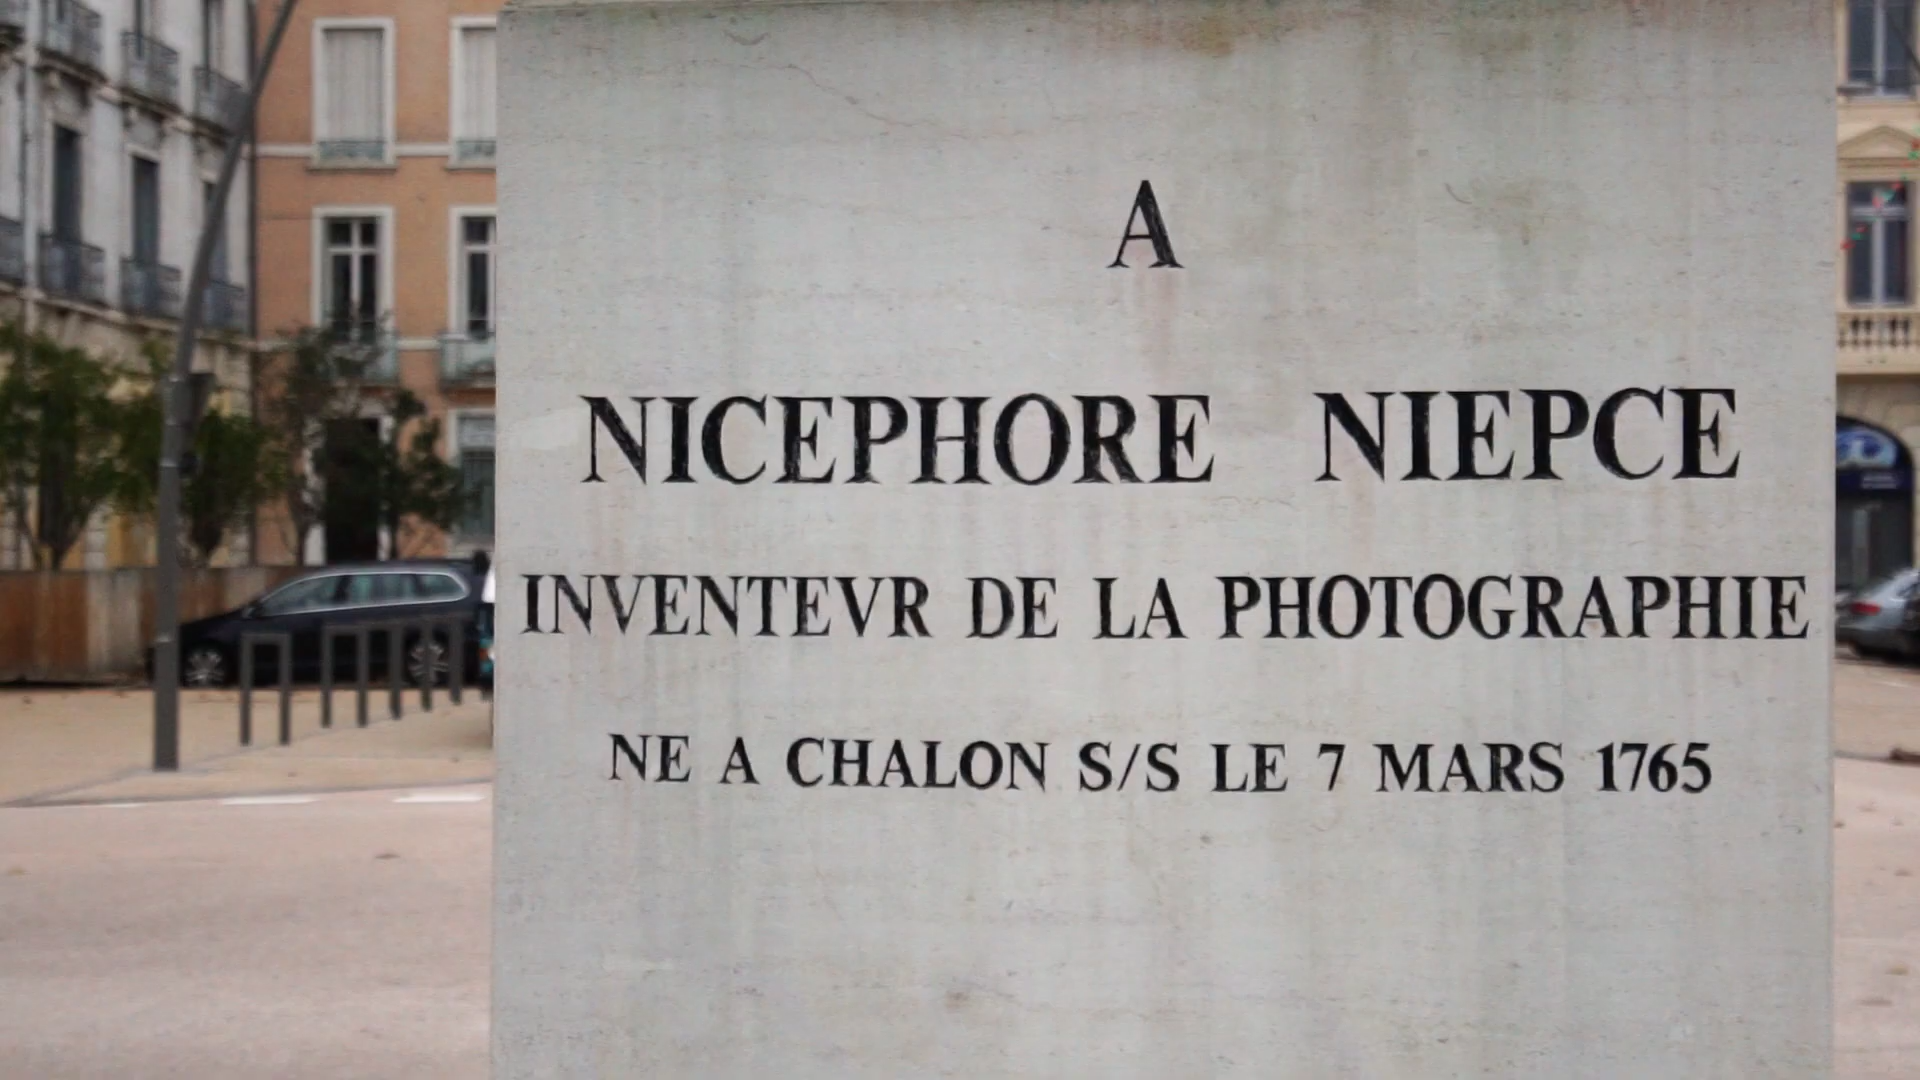 A
NICEPHORE NIEPCE
INVENTEVR DE LA PHOTOGRAPHIE
NE A CHALON S/S LE 7 MARS 1765